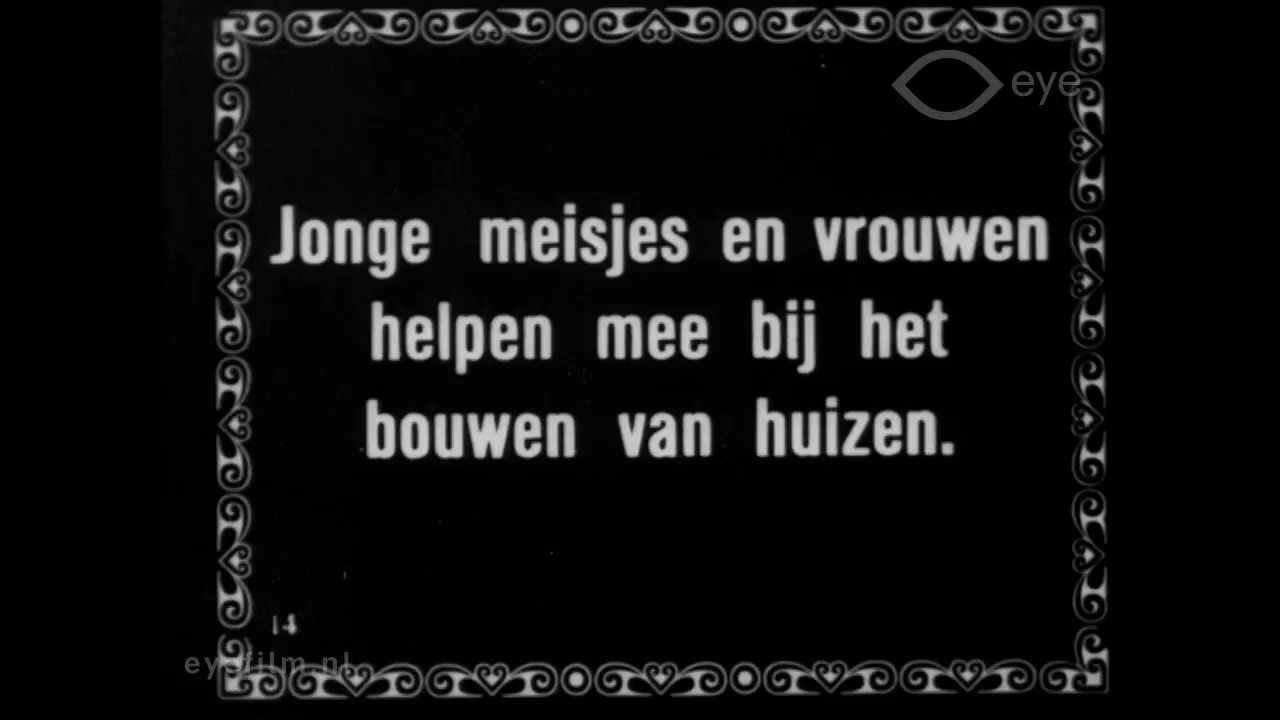 eye
Jonge meisjes en vrouwen
helpen mee bij het
bouwen van huizen.
14
eyefilm.nl